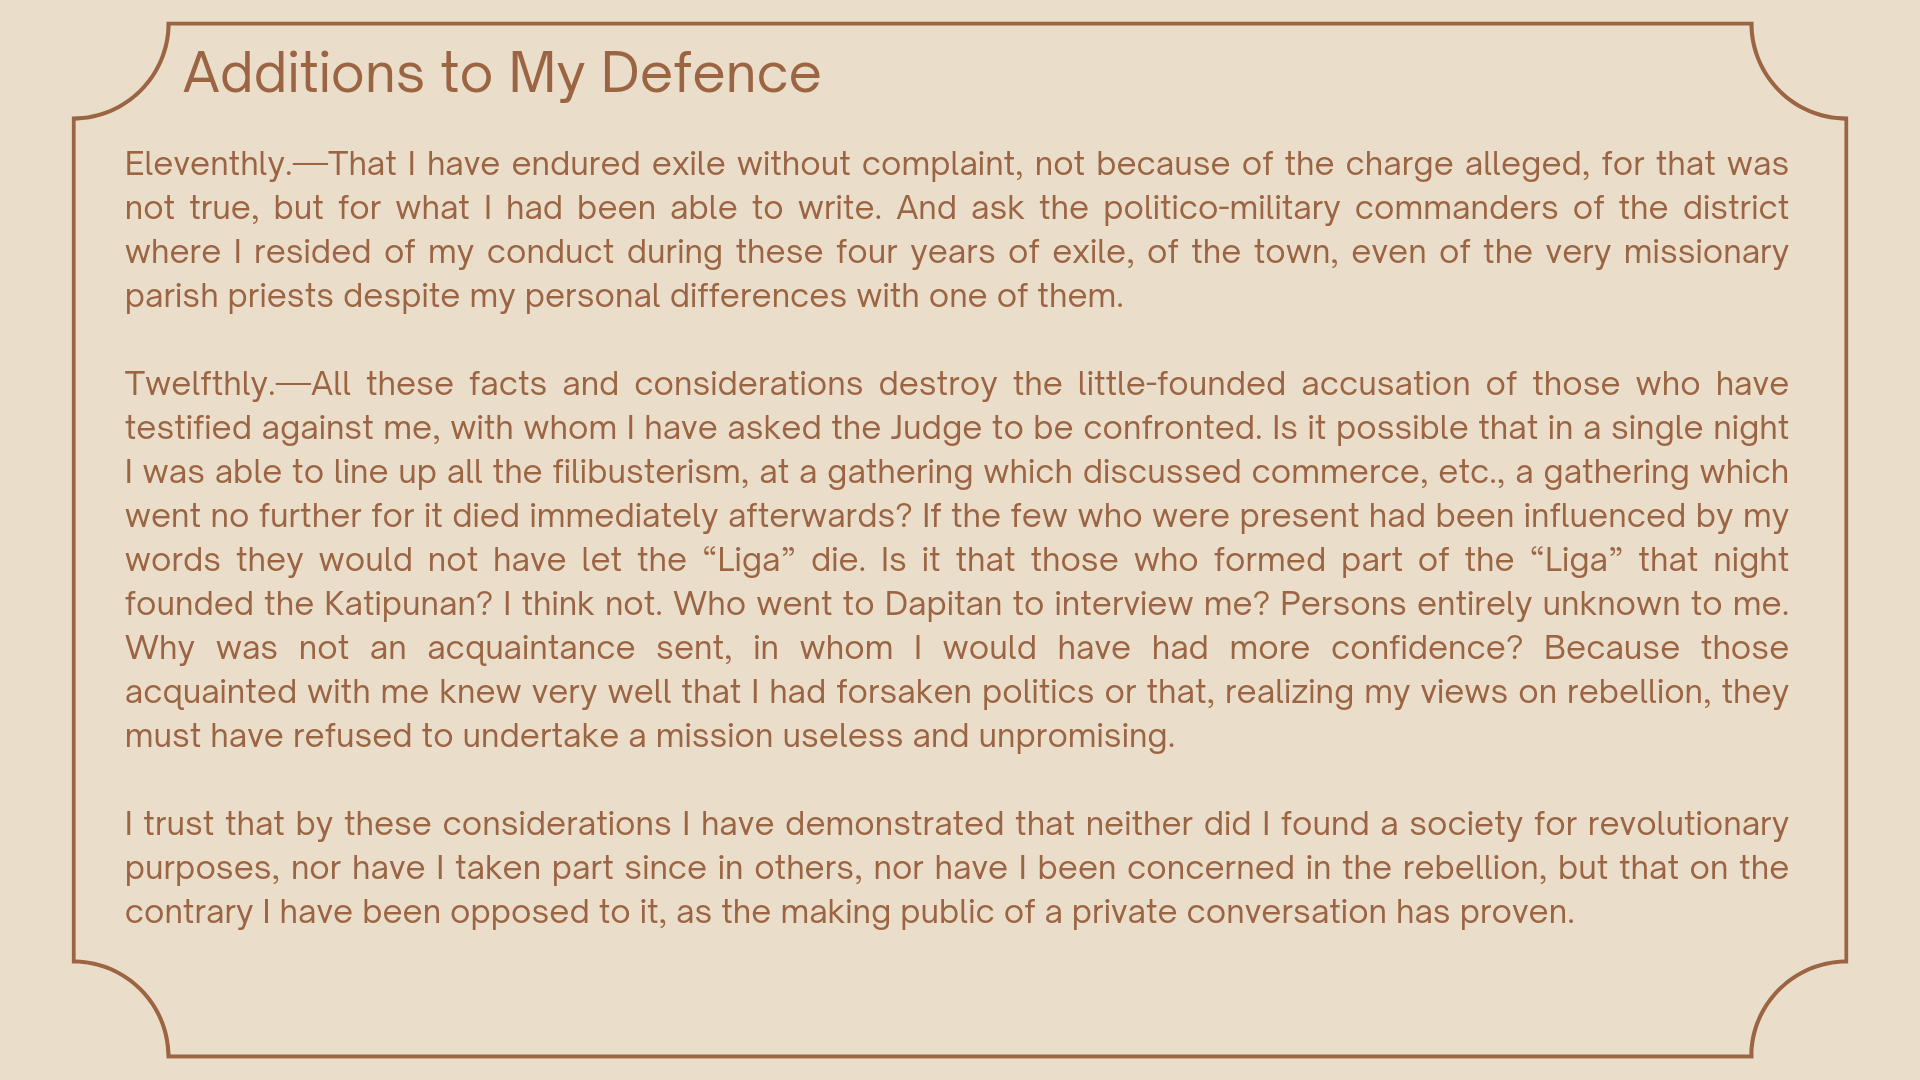 Additions to My Defence
Eleventhly.—That I have endured exile without complaint, not because of the charge alleged, for that was
not true, but for what I had been able to write. And ask the politico-military commanders of the district
where I resided of my conduct during these four years of exile, of the town, even of the very missionary
parish priests despite my personal differences with one of them.
Twelfthly.—All these facts and considerations destroy the little-founded accusation of those who have
testified against me, with whom I have asked the Judge to be confronted. Is it possible that in a single night
I was able to line up all the filibusterism, at a gathering which discussed commerce, etc., a gathering which
went no further for it died immediately afterwards? If the few who were present had been influenced by my
words they would not have let the “Liga” die. Is it that those who formed part of the “Liga” that night
founded the Katipunan? I think not. Who went to Dapitan to interview me? Persons entirely unknown to me.
Why was not an acquaintance sent, in whom I would have had more confidence? Because those
acquainted with me knew very well that I had forsaken politics or that, realizing my views on rebellion, they
must have refused to undertake a mission useless and unpromising.
I trust that by these considerations I have demonstrated that neither did I found a society for revolutionary
purposes, nor have I taken part since in others, nor have I been concerned in the rebellion, but that on the
contrary I have been opposed to it, as the making public of a private conversation has proven.